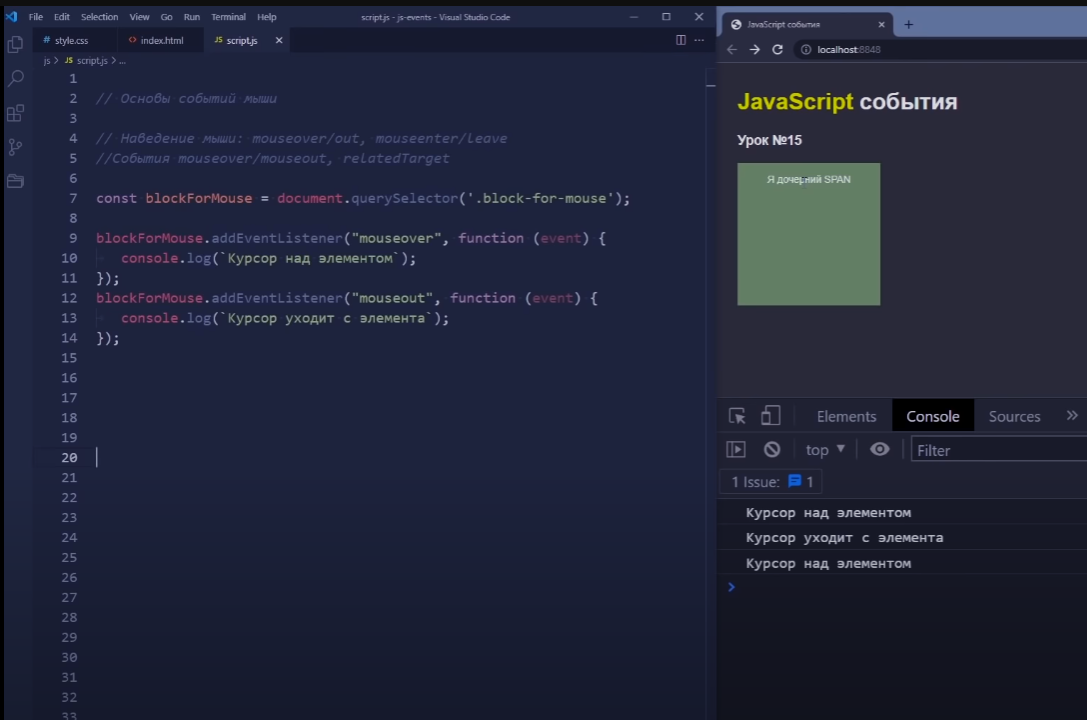 File Edit Selection View Go Run Terminal Help
script.js - js-events - Visual Studio Code
# style.css
index.html
JS script.js
js > JS script.js > ...
1
2 // Основы событий мыши
3
4 // Наведение мыши: mouseover/out, mouseenter/leave
5 //События mouseover/mouseout, relatedTarget
6
7 const blockForMouse = document.querySelector('.block-for-mouse');
8
9 blockForMouse.addEventListener("mouseover", function (event) {
10 console.log(`Курсор над элементом`);
11 });
12 blockForMouse.addEventListener("mouseout", function (event) {
13 console.log(`Курсор уходит с элемента`);
14 });
15
16
17
18
19
20
21
22
23
24
25
26
27
28
29
30
31
32
33
JavaScript события
localhost:8848
JavaScript события
Урок №15
Я дочерний SPAN
Elements Console Sources
top Filter
1 Issue: 1
Курсор над элементом
Курсор уходит с элемента
Курсор над элементом